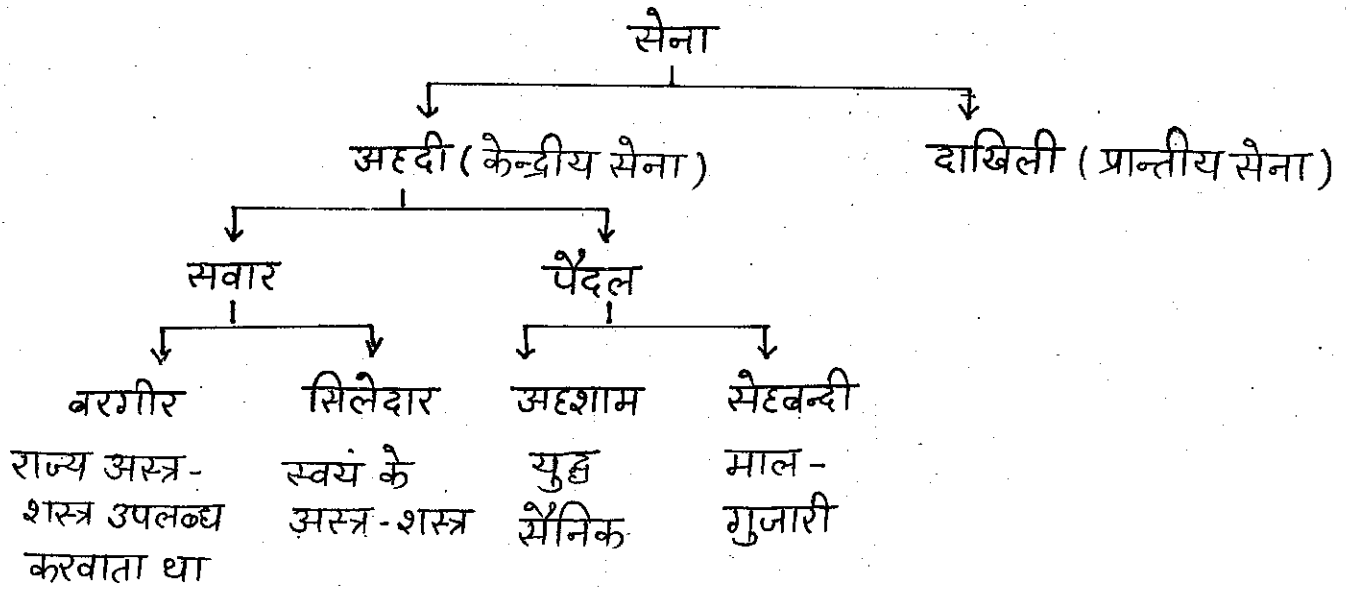 सेना
अहदी (केन्द्रीय सेना) दाखिली (प्रान्तीय सेना)
सवार पैदल
बरगीर सिलेदार अहशाम सेहबन्दी
राज्य अस्त्र- स्वयं के युद्ध माल-
शस्त्र उपलब्ध अस्त्र-शस्त्र सैनिक गुजारी
करवाता था